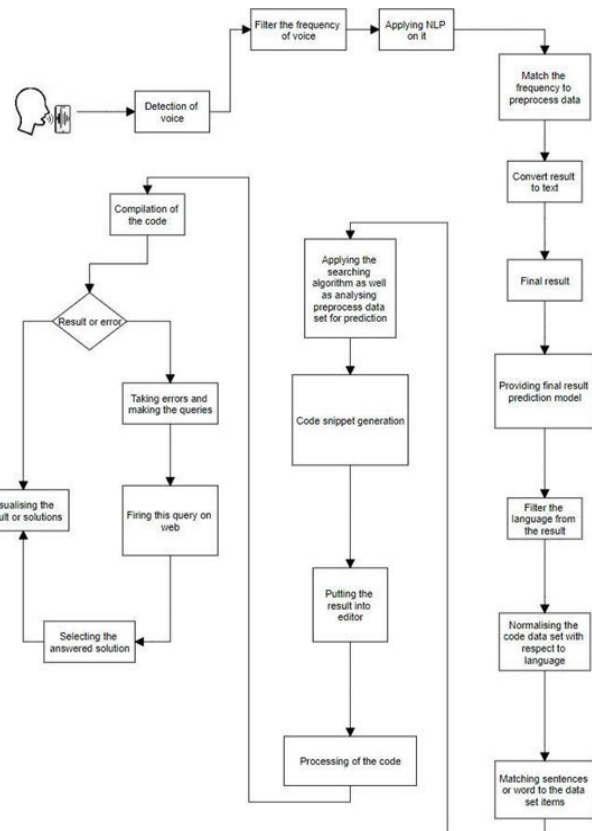 Filter the frequency
of voice
Applying NLP
on it
Detection of
voice
Match the
frequency to
preprocess data
Convert result
to text
Final result
Providing final result
prediction model
Filter the
language from
the result
Normalising the
code data set with
respect to
language
Matching sentences
or word to the data
set items
Applying the
searching
algorithm as well
as analysing
preprocess data
set for prediction
Code snippet generation
Putting the
result into
editor
Processing of the code
Compilation of
the code
Result or error
Taking errors and
making the queries
Firing this query on
web
Selecting the
answered solution
the
or solutions